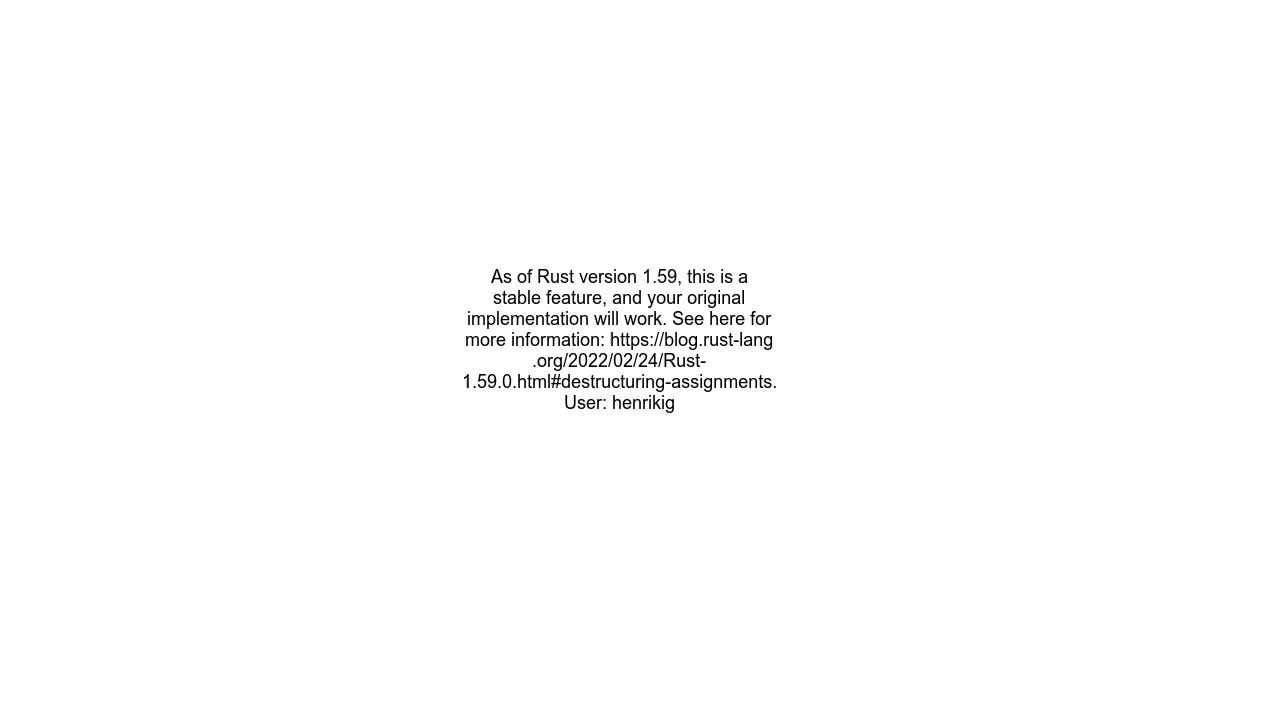 As of Rust version 1.59, this is a
stable feature, and your original
implementation will work. See here for
more information: https://blog.rust-lang
.org/2022/02/24/Rust-
1.59.0.html#destructuring-assignments.
User: henrikig